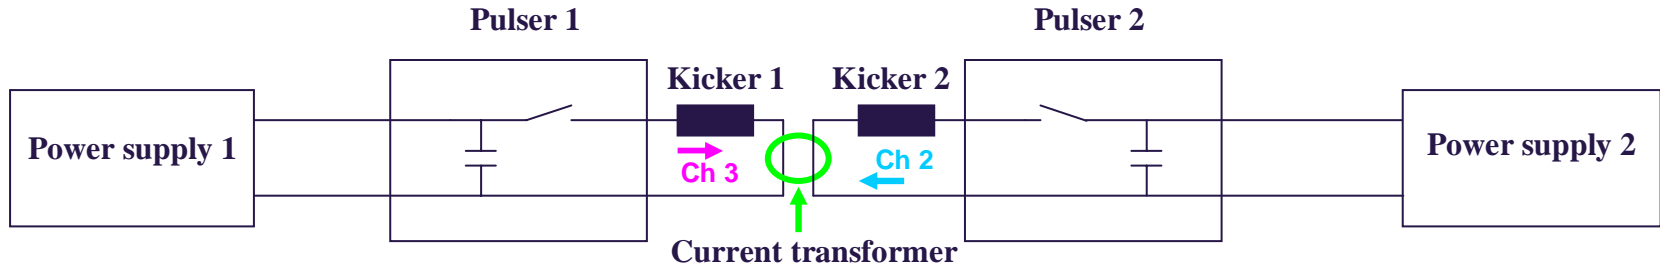 Pulser 1
Pulser 2
Kicker 1
Kicker 2
Power supply 1
Power supply 2
Ch 3
Ch 2
Current transformer